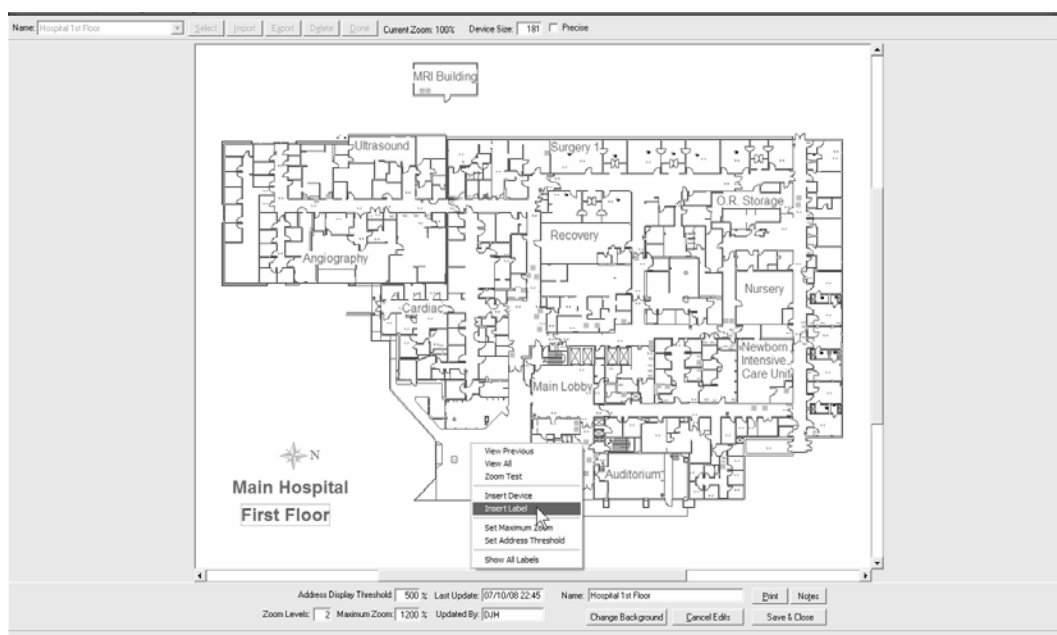 Name: Hospital 1st Floor Select Import Export Delete Done Current Zoom: 100% Device Size: 181 Precise
MRI Building
Ultrasound
Surgery 1
O.R. Storage
Recovery
Angiography
Nursery
Cardiac
Newborn
Intensive
Care Unit
Main Lobby
N
Auditorium
Main Hospital
First Floor
View Previous
View All
Zoom Test
Insert Device
Insert Label
Set Maximum Zoom
Set Address Threshold
Show All Labels
Address Display Threshold: 500 % Last Update: 07/10/08 22:45 Name: Hospital 1st Floor Print Notes
Zoom Levels: 2 Maximum Zoom: 1200 % Updated By: DJH Change Background Cancel Edits Save & Close